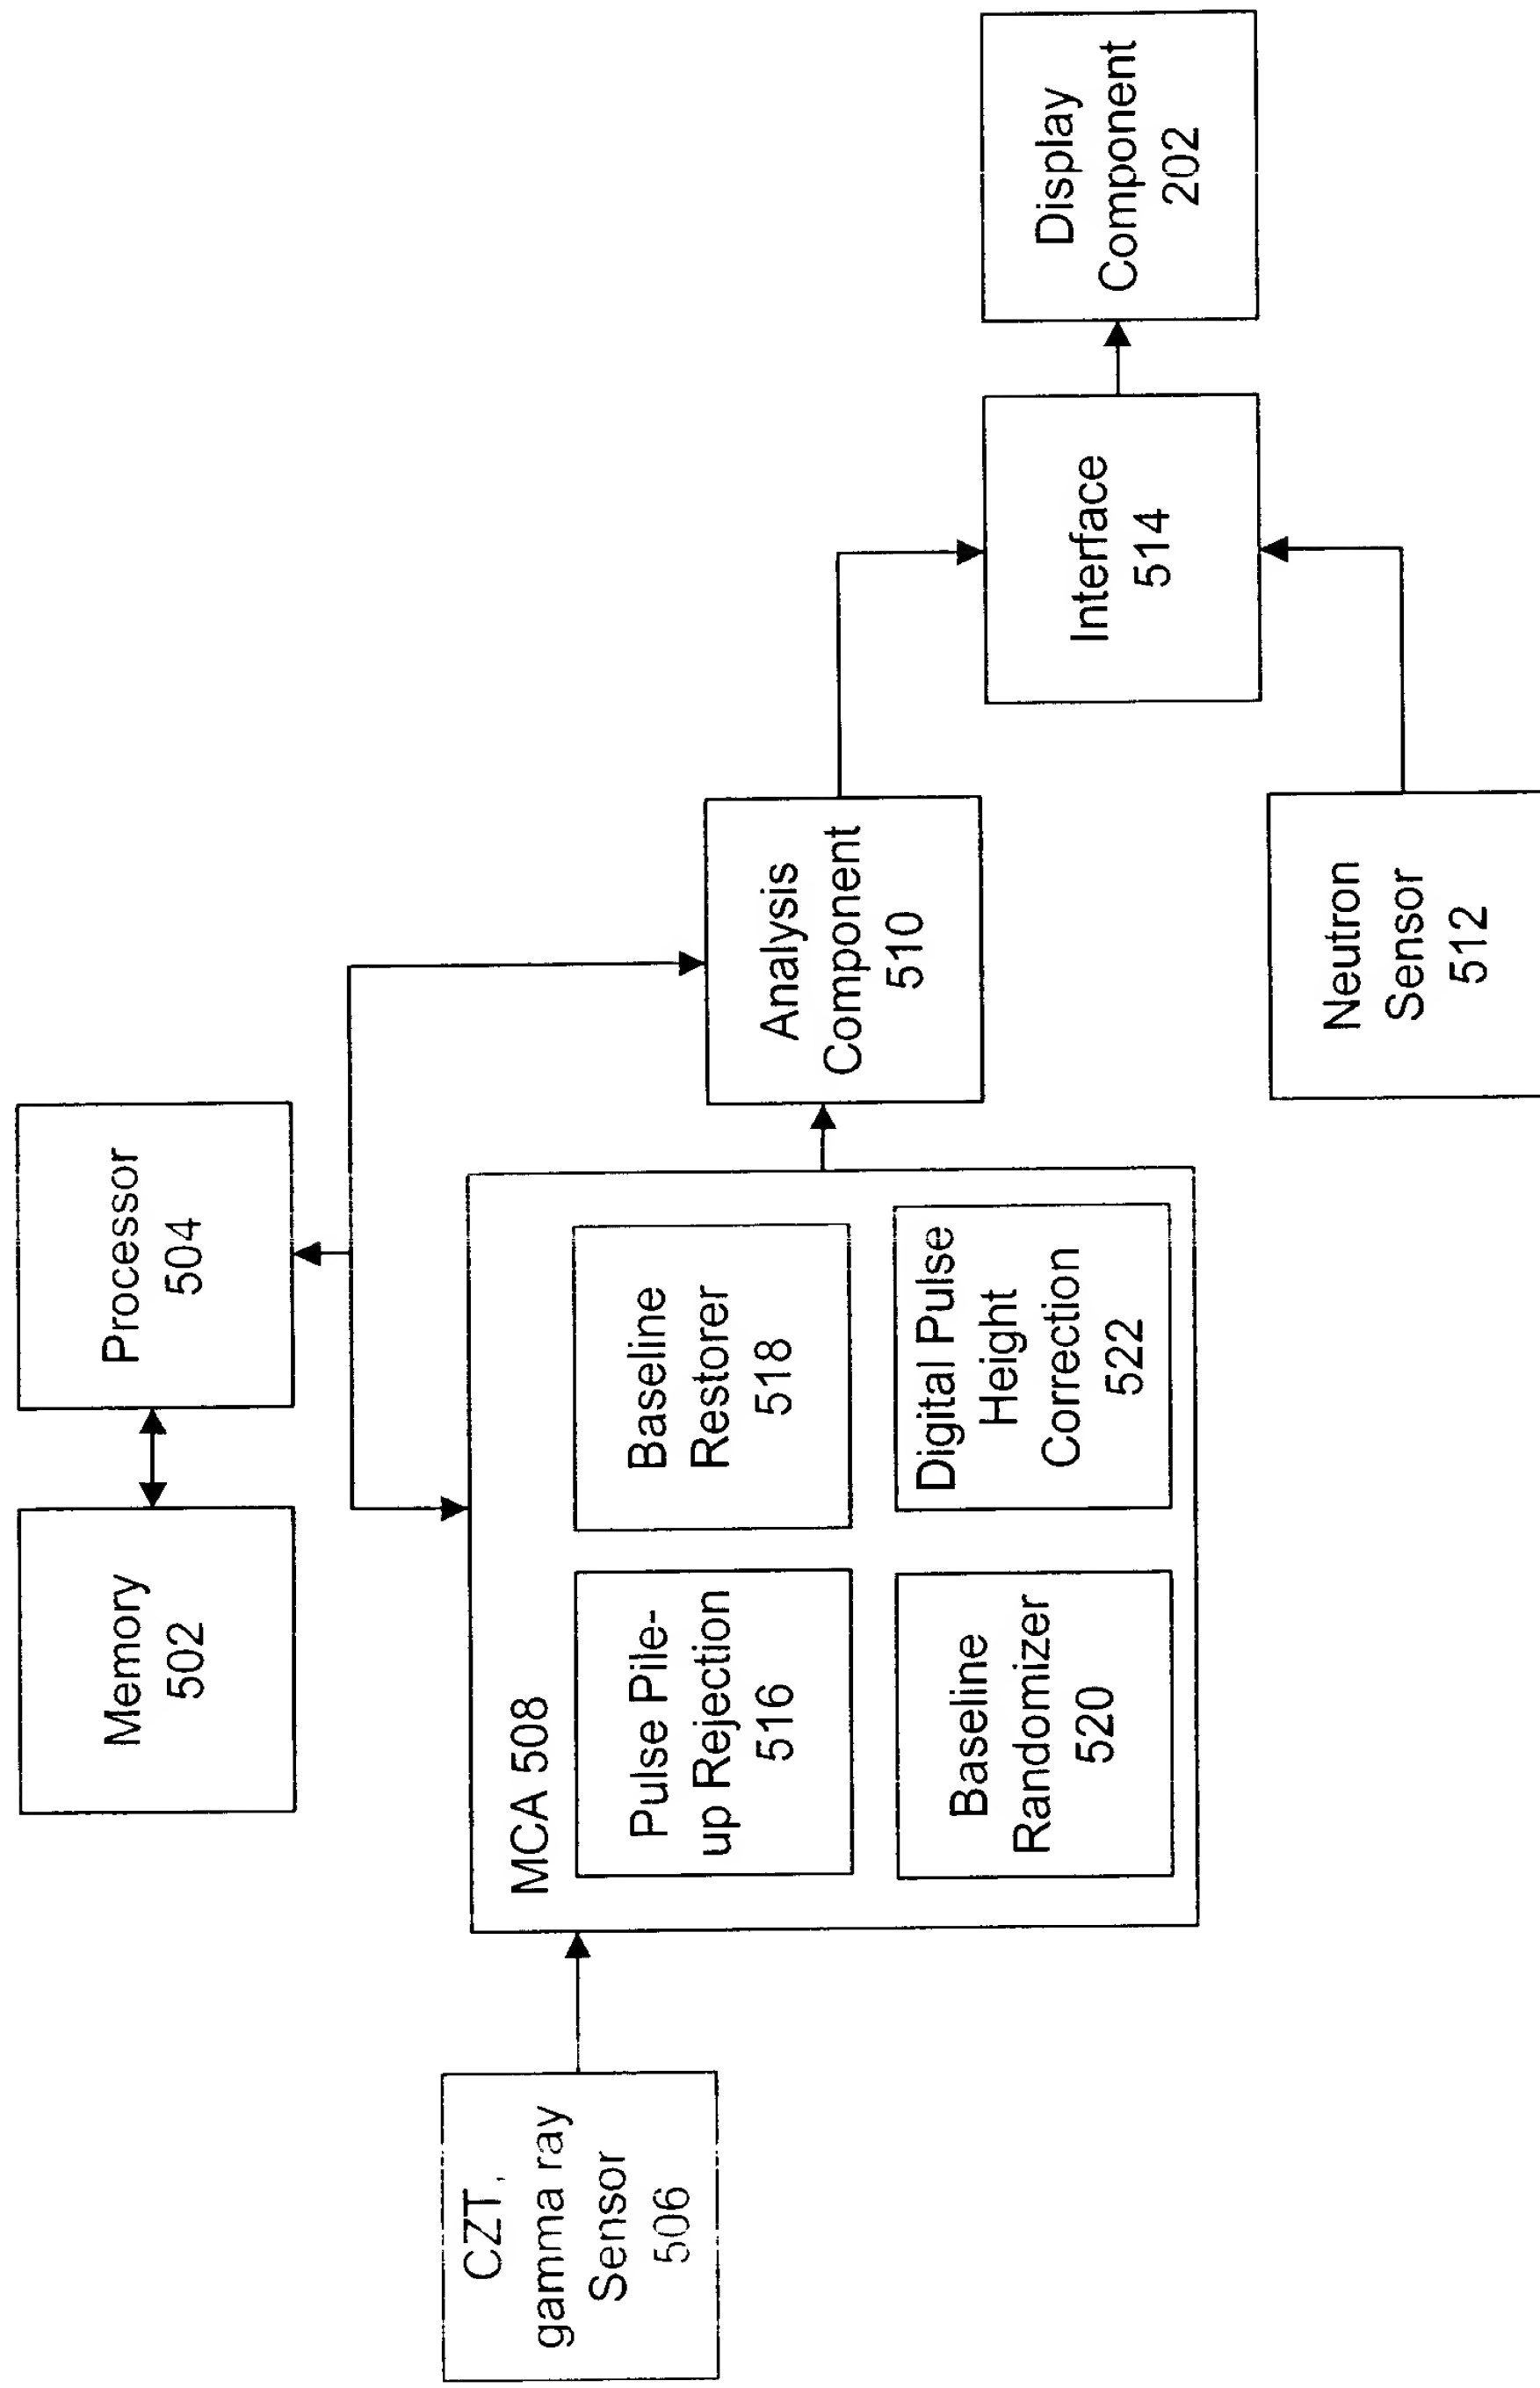 Memory
502
Processor
504
CZT,
gamma ray
Sensor
506
MCA 508
Pulse Pile-
up Rejection
516
Baseline
Restorer
518
Baseline
Randomizer
520
Digital Pulse
Height
Correction
522
Analysis
Component
510
Neutron
Sensor
512
Interface
514
Display
Component
202